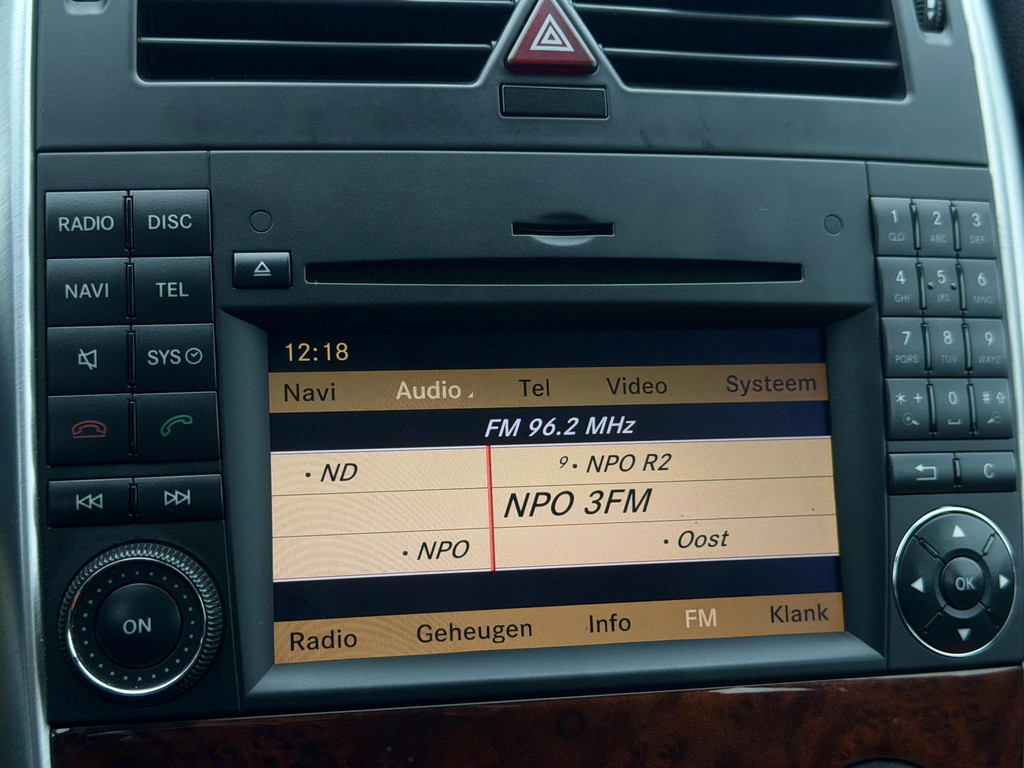 RADIO DISC
NAVI TEL
SYS
ON
12:18
Navi Audio Tel Video Systeem
FM 96.2 MHz
• ND 9 • NPO R2
NPO 3FM
• NPO • Oost
Radio Geheugen Info FM Klank
1 2 3
ABC DEF
4 5 6
GHI JKL MNO
7 8 9
PQRS TUV WXYZ
* + 0 #
C
OK